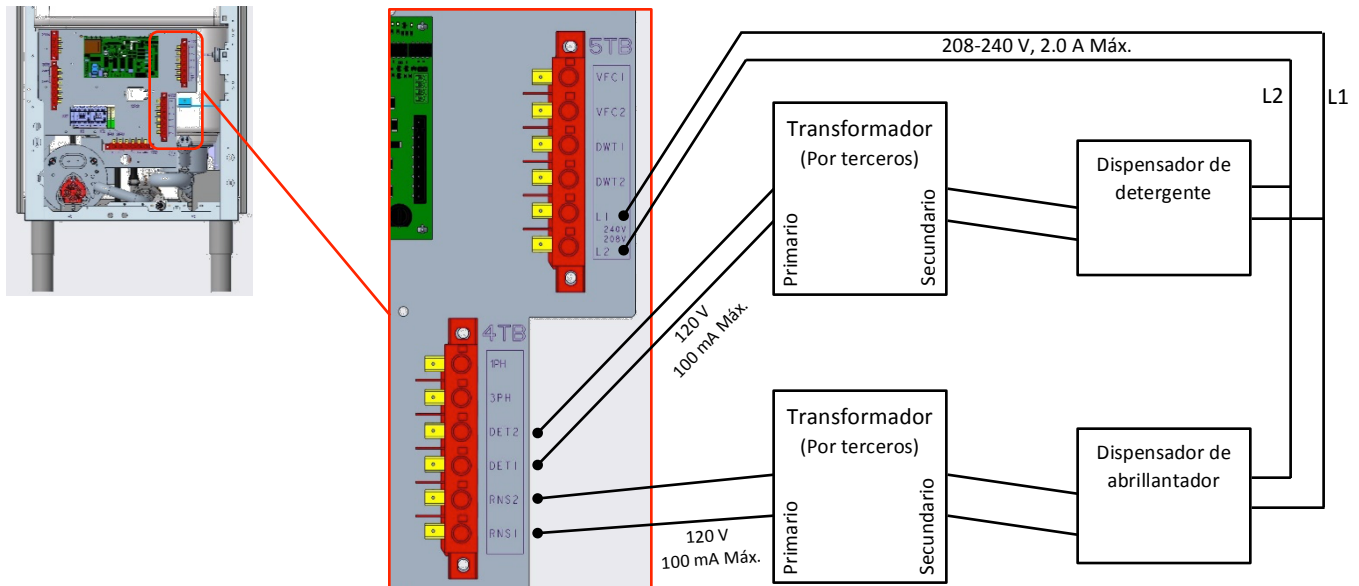 5TB
VFC1
VFC2
DWT1
DWT2
L1
240V
208V
L2
4TB
1PH
3PH
DET2
DET1
RNS2
RNS1
208-240 V, 2.0 A Máx.
L2
L1
Transformador
(Por terceros)
Primario
Secundario
Dispensador de
detergente
120 V
100 mA Máx.
Transformador
(Por terceros)
Primario
Secundario
Dispensador de
abrillantador
120 V
100 mA Máx.